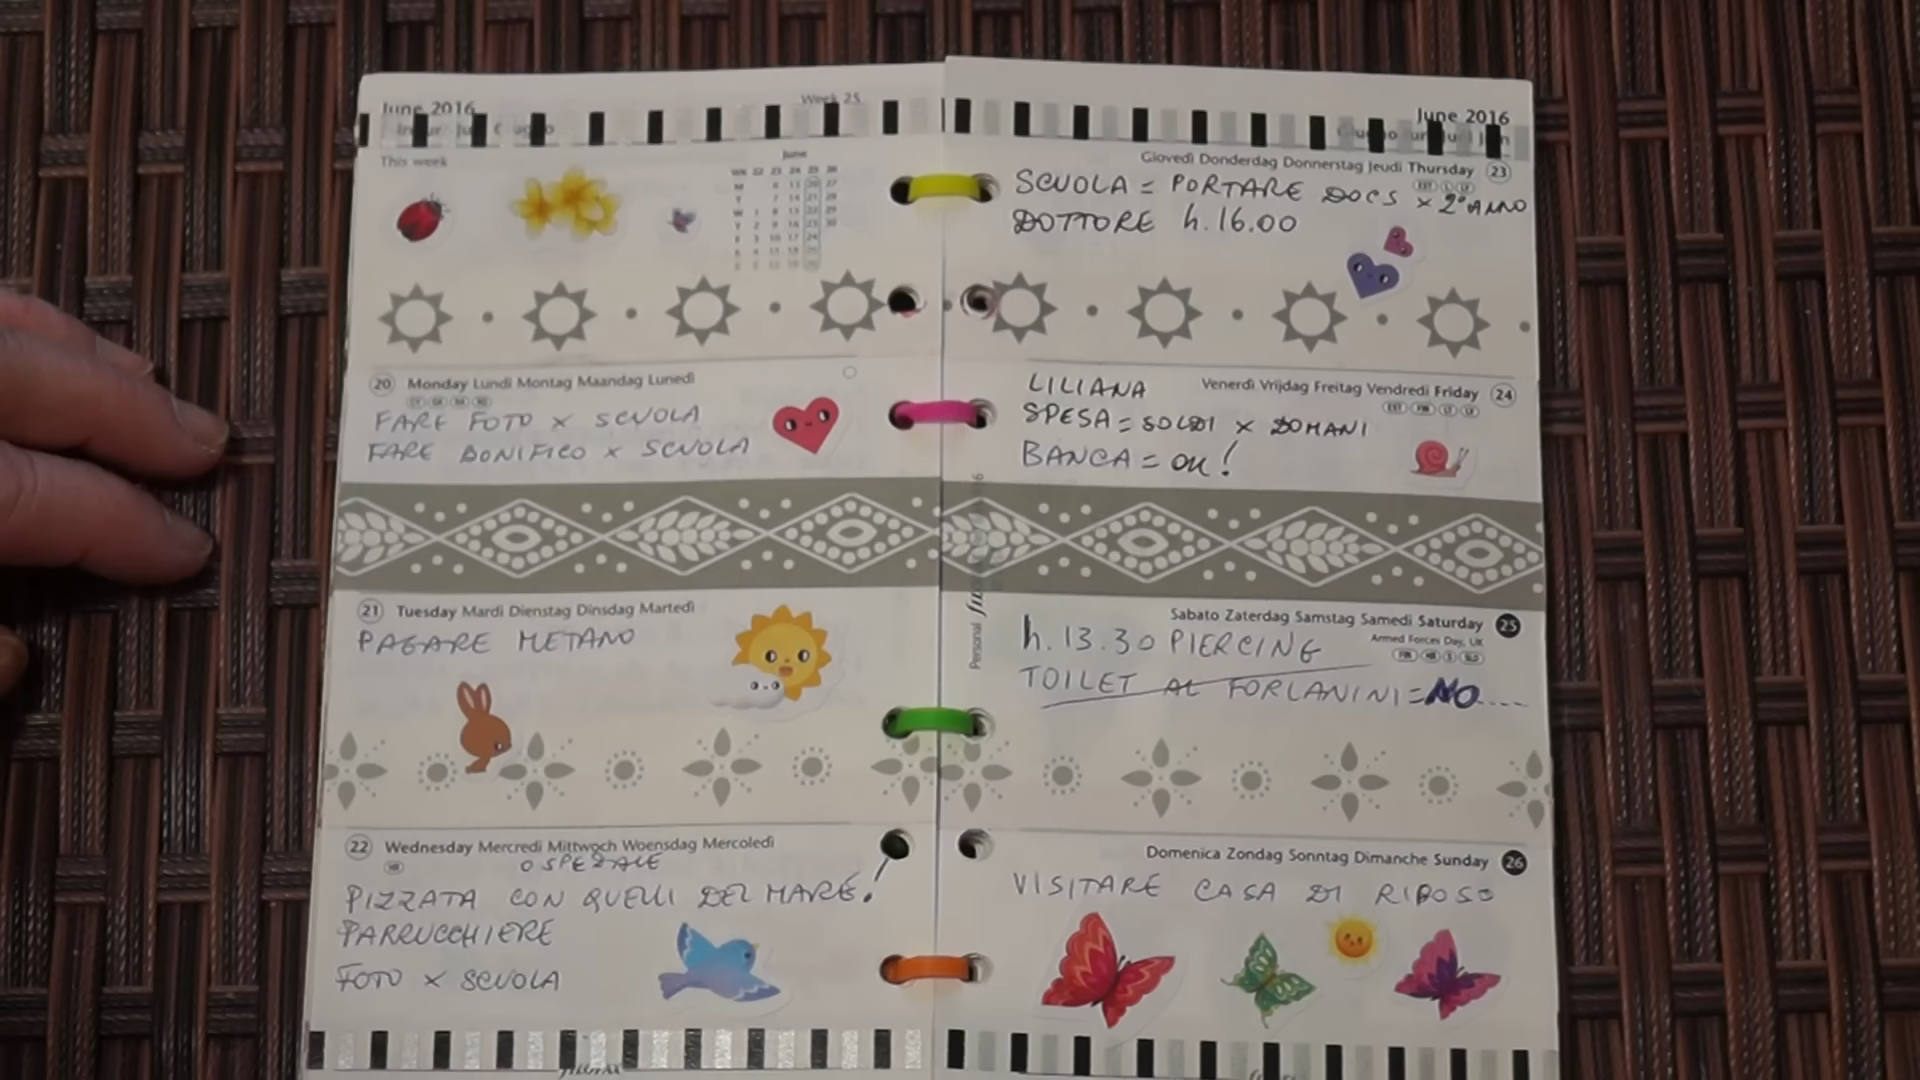 June 2016
Week 25
This week
June
20 Monday Lundi Montag Maandag Lunedì
FARE FOTO × SCUOLA
FARE BONIFICO × SCUOLA
21 Tuesday Mardi Dienstag Dinsdag Martedì
PAGARE METANO
22 Wednesday Mercredi Mittwoch Woensdag Mercoledì
OSPEDALE
PIZZATA CON QUELLI DEL MARE!
PARRUCCHIERE
FOTO × SCUOLA
June 2016
Giovedì Donderdag Donnerstag Jeudi Thursday 23
SCUOLA = PORTARE DOCS × 2° ANNO
DOTTORE h. 16.00
Venerdì Vrijdag Freitag Vendredi Friday 24
LILIANA
SPESA = SOLDI × DOMANI
BANCA = OK!
Sabato Zaterdag Samstag Samedi Saturday 25
Armed Forces Day, UK
h. 13.30 PIERCING
TOILET AL FORLANINI = NO....
Domenica Zondag Sonntag Dimanche Sunday 26
VISITARE CASA DI RIPOSO
Personal